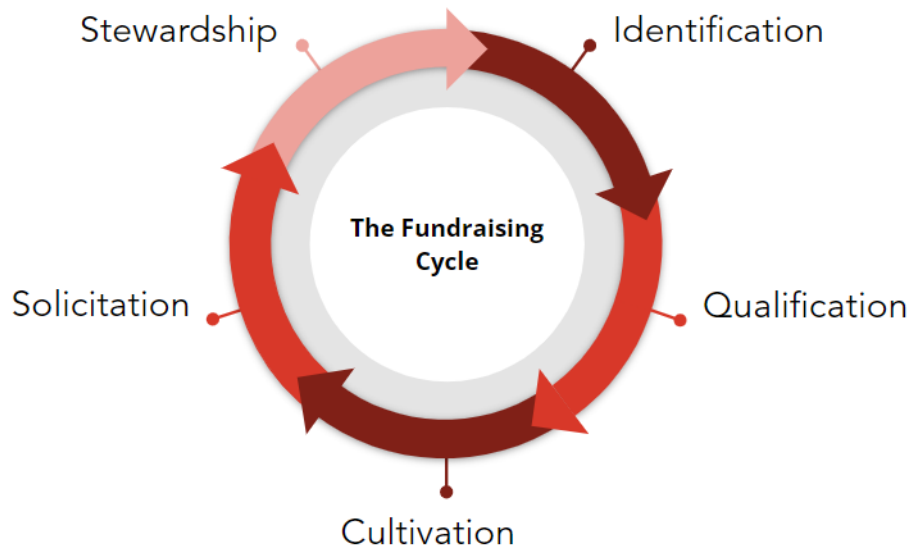 Stewardship
Identification
The Fundraising
Cycle
Solicitation
Qualification
Cultivation